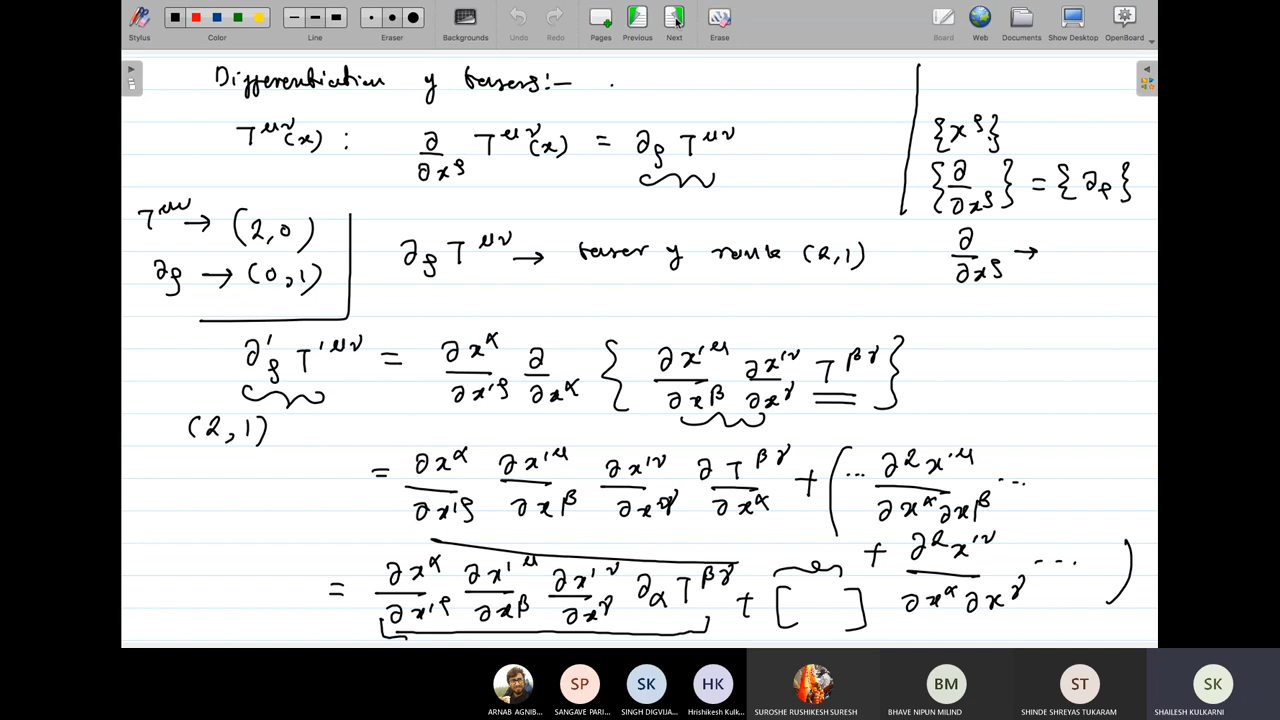 Stylus Color Line Eraser Backgrounds Undo Redo Pages Previous Next Erase Board Web Documents Show Desktop OpenBoard
Differentiation of tensors:—
T^{μν}(x) : ∂/∂x^ρ T^{μν}(x) = ∂_ρ T^{μν}
{x^ρ}
{∂/∂x^ρ} = {∂_ρ}
T^{μν} → (2,0)
∂_ρ → (0,1)
∂_ρ T^{μν} → tensor of rank (2,1)
∂/∂x^ρ →
∂'_ρ T'^{μν} = ∂x^α/∂x'^ρ ∂/∂x^α { ∂x'^μ/∂x^β ∂x'^ν/∂x^γ T^{βγ} }
(2,1)
= ∂x^α/∂x'^ρ ∂x'^μ/∂x^β ∂x'^ν/∂x^γ ∂T^{βγ}/∂x^α + ( ... ∂²x'^μ/∂x^α∂x^β ...
+ ∂²x'^ν/∂x^α∂x^γ ... )
= ∂x^α/∂x'^ρ ∂x'^μ/∂x^β ∂x'^ν/∂x^γ ∂_α T^{βγ} + [ ]
SP SK HK BM ST SK
ARNAB AGNIB... SANGAVE PARI... SINGH DIGVIJA... Hrishikesh Kulk... SUROSHE RUSHIKESH SURESH BHAVE NIPUN MILIND SHINDE SHREYAS TUKARAM SHAILESH KULKARNI